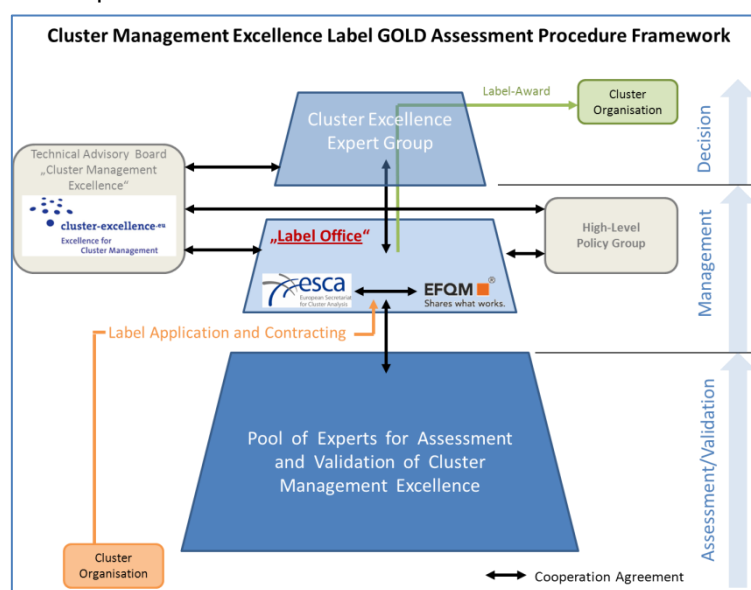 Cluster Management Excellence Label GOLD Assessment Procedure Framework
Label-Award
Cluster
Organisation
Cluster Excellence
Expert Group
Decision
Technical Advisory Board
„Cluster Management
Excellence“
cluster-excellence.eu
Excellence for
Cluster Management
„Label Office“
High-Level
Policy Group
Management
esca
European Secretariat
for Cluster Analysis
EFQM ®
Shares what works.
Label Application and Contracting
Pool of Experts for Assessment
and Validation of Cluster
Management Excellence
Assessment/Validation
Cluster
Organisation
Cooperation Agreement